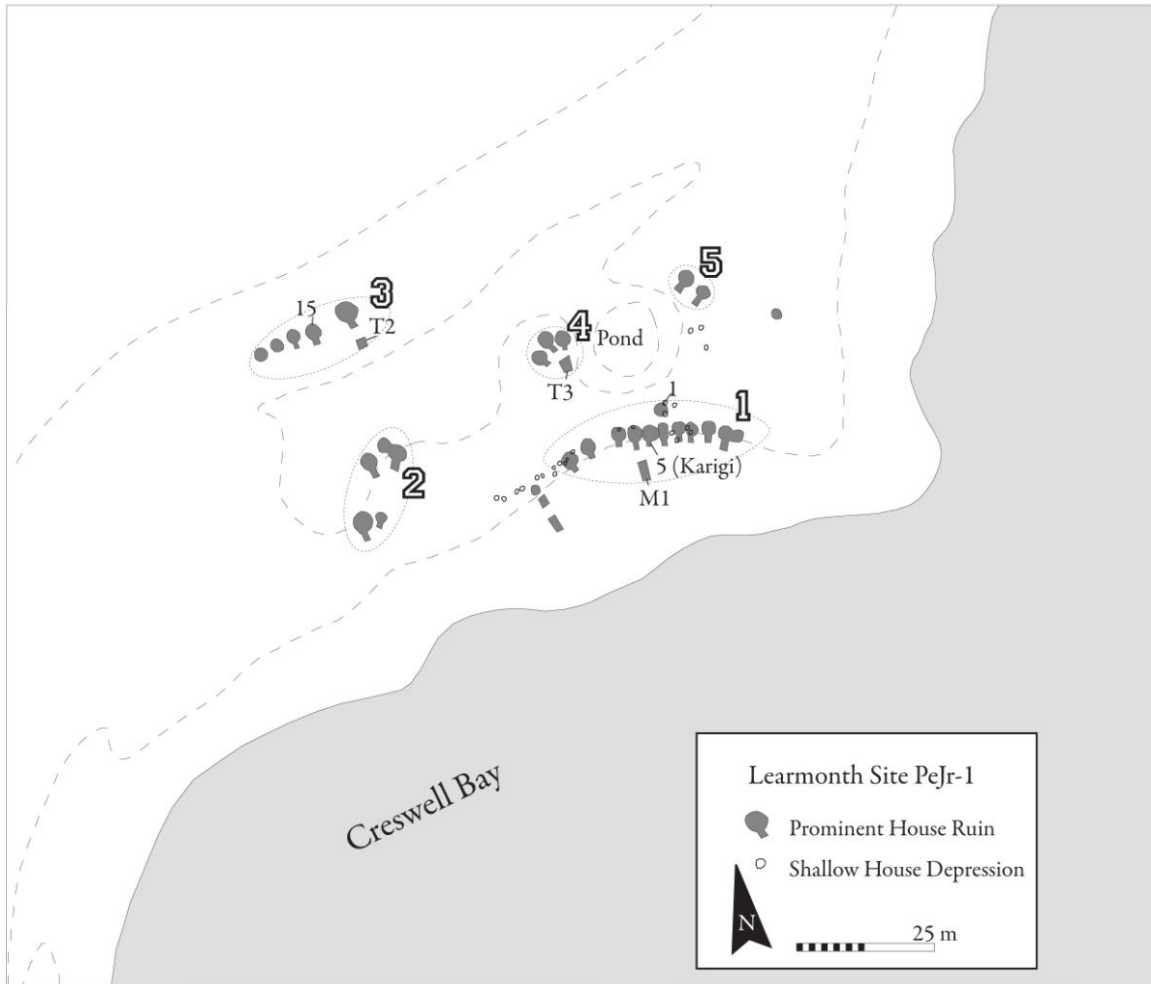 5
3
15
T2
4
Pond
T3
1
1
5 (Karigi)
2
M1
Creswell Bay
Learmonth Site PeJr-1
Prominent House Ruin
Shallow House Depression
N
25 m